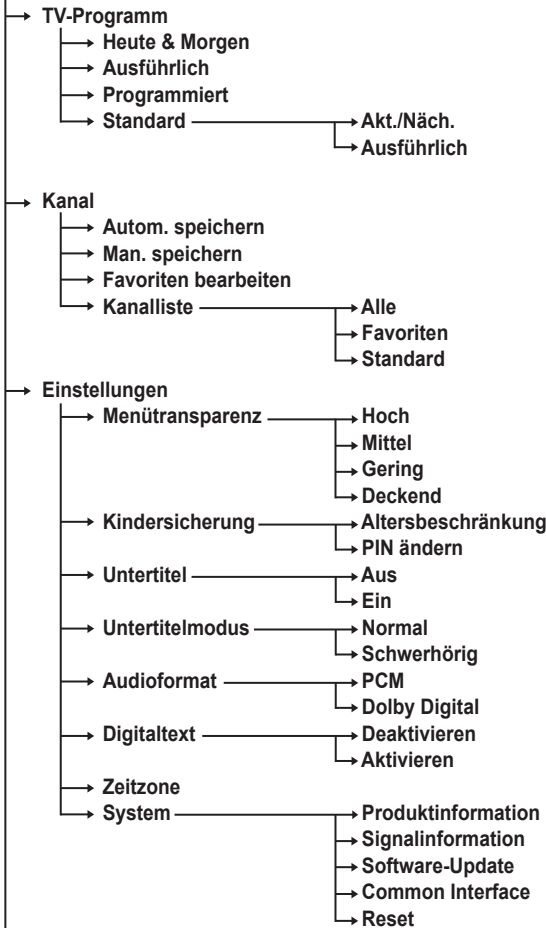 TV-Programm
Heute & Morgen
Ausführlich
Programmiert
Standard Akt./Näch.
Ausführlich
Kanal
Autom. speichern
Man. speichern
Favoriten bearbeiten
Kanalliste Alle
Favoriten
Standard
Einstellungen
Menütransparenz Hoch
Mittel
Gering
Deckend
Kindersicherung Altersbeschränkung
PIN ändern
Untertitel Aus
Ein
Untertitelmodus Normal
Schwerhörig
Audioformat PCM
Dolby Digital
Digitaltext Deaktivieren
Aktivieren
Zeitzone
System Produktinformation
Signalinformation
Software-Update
Common Interface
Reset